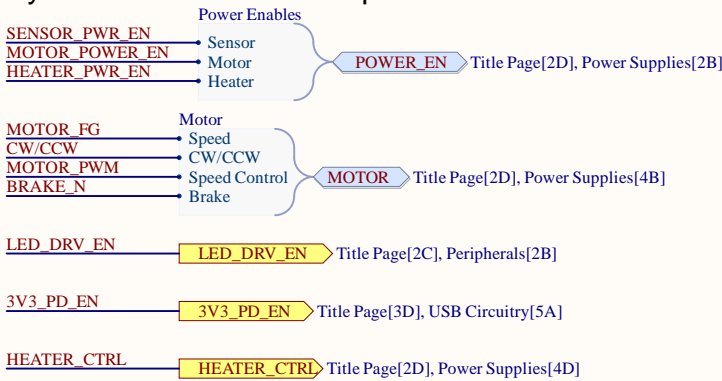 Power Enables
SENSOR_PWR_EN Sensor
MOTOR_POWER_EN Motor POWER_EN Title Page[2D], Power Supplies[2B]
HEATER_PWR_EN Heater
Motor
MOTOR_FG Speed
CW/CCW CW/CCW
MOTOR_PWM Speed Control MOTOR Title Page[2D], Power Supplies[4B]
BRAKE_N Brake
LED_DRV_EN LED_DRV_EN Title Page[2C], Peripherals[2B]
3V3_PD_EN 3V3_PD_EN Title Page[3D], USB Circuitry[5A]
HEATER_CTRL HEATER_CTRL Title Page[2D], Power Supplies[4D]